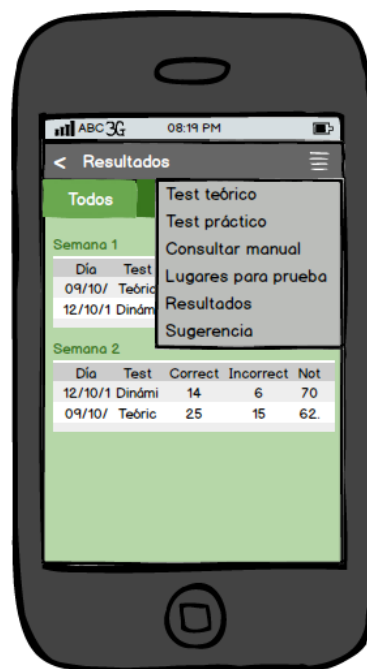 ABC 3G 08:19 PM
< Resultados
Todos
Test teórico
Test práctico
Consultar manual
Lugares para prueba
Resultados
Sugerencia
Semana 1
Día Test
09/10/ Teóric
12/10/1 Dinám
Semana 2
Día Test Correct Incorrect Not
12/10/1 Dinámi 14 6 70
09/10/ Teóric 25 15 62.